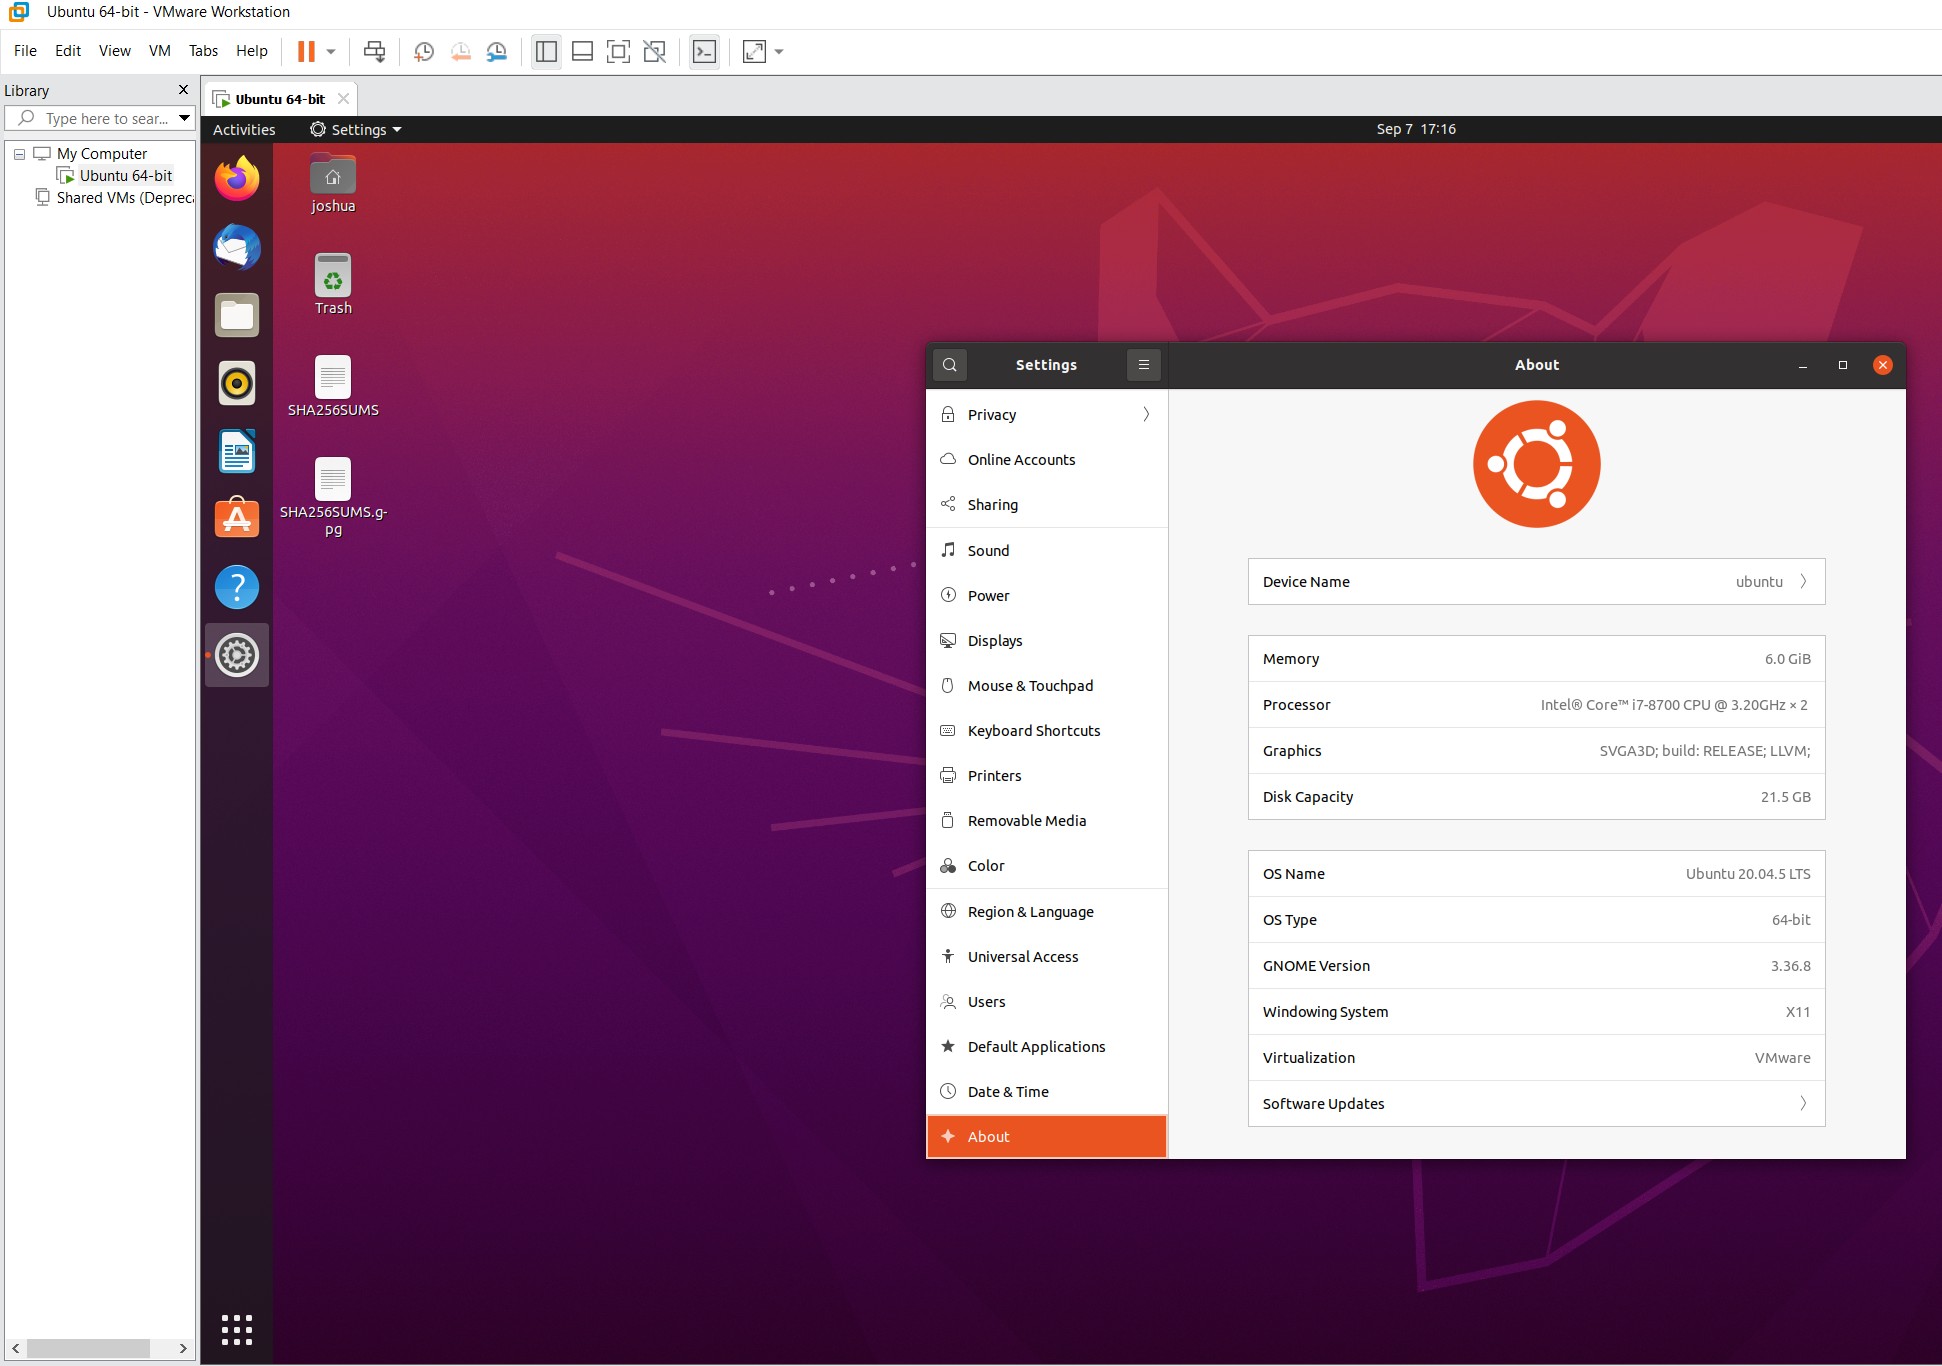 Ubuntu 64-bit - VMware Workstation
File Edit View VM Tabs Help
Library
Type here to sear...
My Computer
Ubuntu 64-bit
Shared VMs (Depreca
Ubuntu 64-bit
Activities
Settings
Sep 7 17:16
joshua
Trash
SHA256SUMS
SHA256SUMS.g-
pg
Settings
About
Privacy
Online Accounts
Sharing
Sound
Power
Displays
Mouse & Touchpad
Keyboard Shortcuts
Printers
Removable Media
Color
Region & Language
Universal Access
Users
Default Applications
Date & Time
About
Device Name ubuntu
Memory 6.0 GiB
Processor Intel® Core™ i7-8700 CPU @ 3.20GHz × 2
Graphics SVGA3D; build: RELEASE; LLVM;
Disk Capacity 21.5 GB
OS Name Ubuntu 20.04.5 LTS
OS Type 64-bit
GNOME Version 3.36.8
Windowing System X11
Virtualization VMware
Software Updates